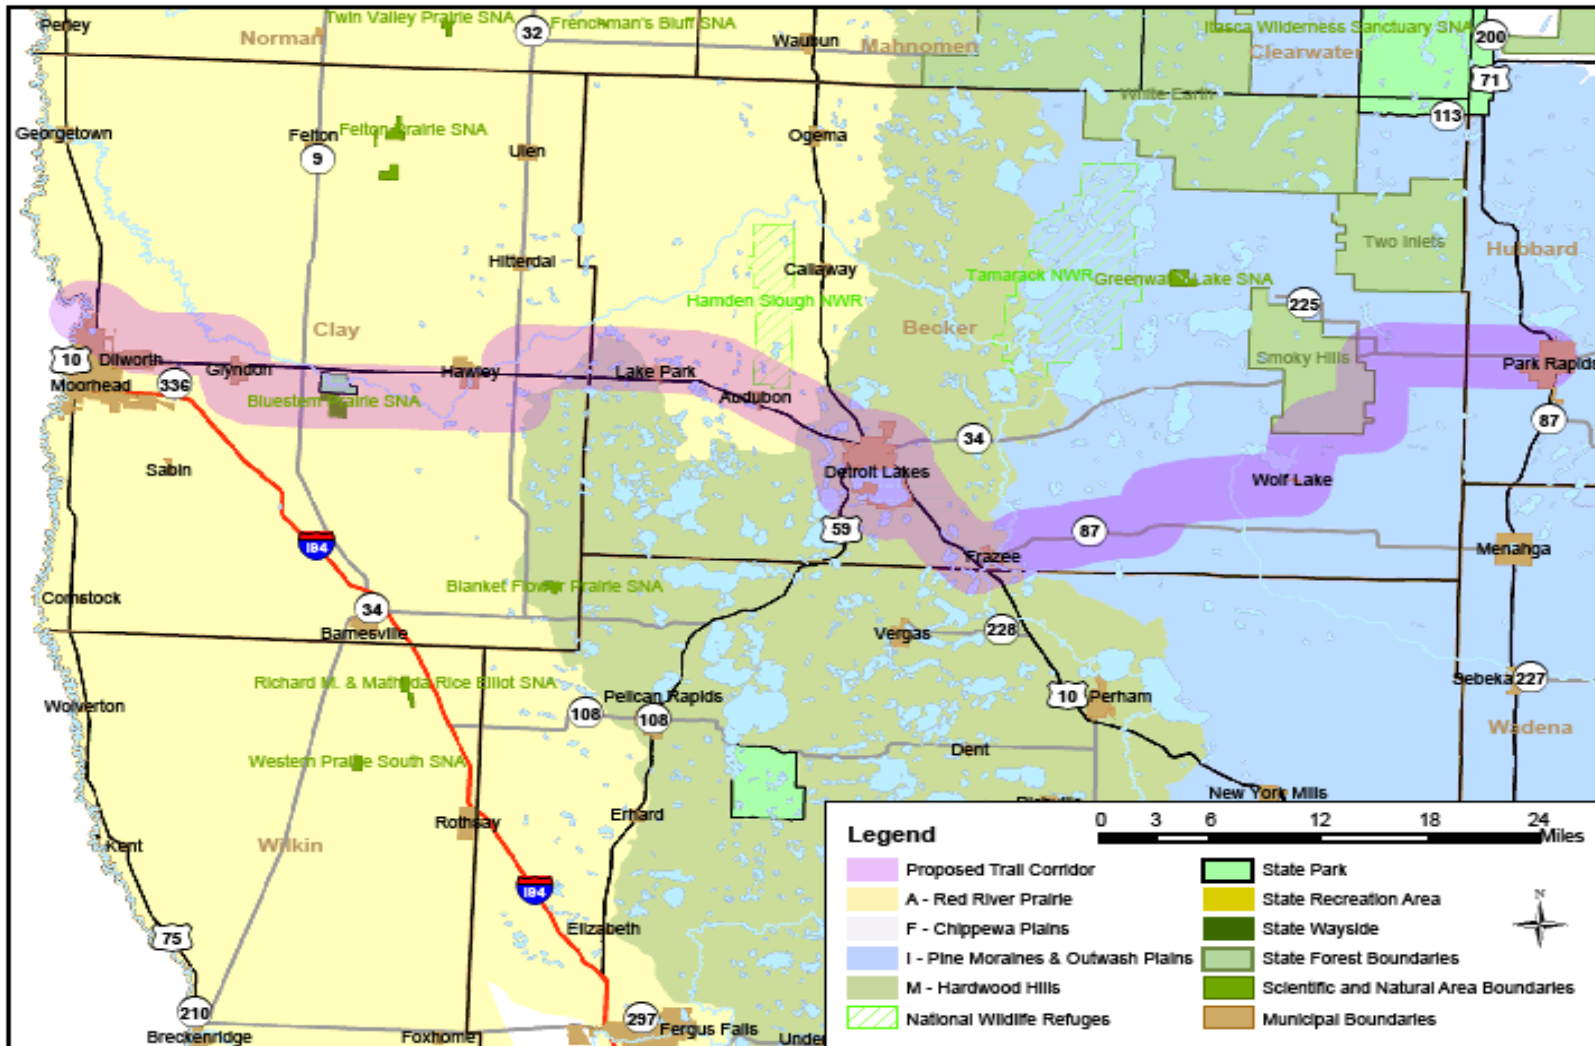 Twin Valley Prairie SNA
Frenchman's Bluff SNA
Itasca Wilderness Sanctuary SNA
Perley
Norman
32
Waubun
Mahnomen
Clearwater
200
71
White Earth
113
Georgetown
Felton
Felton Prairie SNA
9
Ulen
Ogema
Two Inlets
Hubbard
Hitterdal
Callaway
Tamarack NWR
Greenwater Lake SNA
Hamden Slough NWR
225
Clay
Becker
10
Dilworth
Glyndon
Hawley
Lake Park
Smoky Hills
Park Rapids
Moorhead
336
Bluestem Prairie SNA
Audubon
87
34
Sabin
Detroit Lakes
Wolf Lake
59
87
194
Frazee
Menahga
Blanket Flower Prairie SNA
Comstock
34
Barnesville
Vergas
228
Richard M. & Mathilda Rice Elliot SNA
Wolverton
Pelican Rapids
108
108
10
Perham
Sebeka
227
Wadena
Dent
Western Prairie South SNA
New York Mills
Rothsay
Erhard
Kent
Wilkin
194
Elizabeth
75
210
Breckenridge
Foxhome
297
Fergus Falls
Legend
0 3 6 12 18 24
Miles
Proposed Trail Corridor
A - Red River Prairie
F - Chippewa Plains
I - Pine Moraines & Outwash Plains
M - Hardwood Hills
National Wildlife Refuges
State Park
State Recreation Area
State Wayside
State Forest Boundaries
Scientific and Natural Area Boundaries
Municipal Boundaries
N